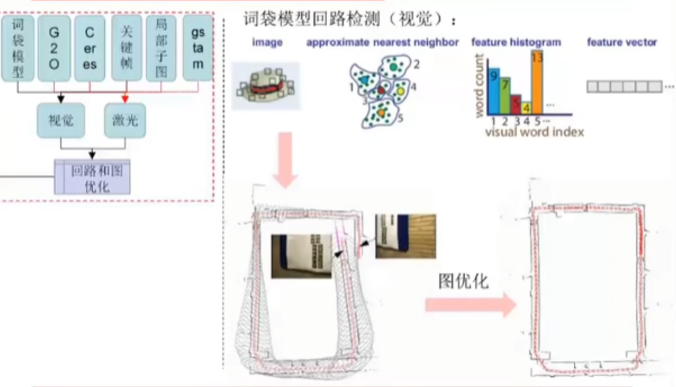 词袋模型
G2O
Ceres
关键帧
局部子图
gstam
视觉
激光
回路和图
优化
词袋模型回路检测（视觉）：
image
approximate nearest neighbor
feature histogram
feature vector
1
2
3
4
5
word count
9
7
5
4
13
...
1 2 3 4 5...
visual word index
...
图优化